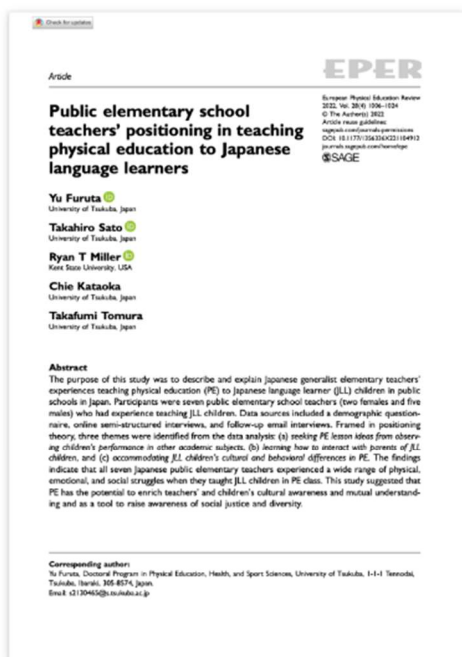 Check for updates
Article
EPER
European Physical Education Review
2022, Vol. 28(4) 1006–1024
© The Author(s) 2022
Article reuse guidelines:
sagepub.com/journals-permissions
DOI: 10.1177/1356336X221104912
journals.sagepub.com/home/epe
SAGE
Public elementary school
teachers’ positioning in teaching
physical education to Japanese
language learners
Yu Furuta
University of Tsukuba, Japan
Takahiro Sato
University of Tsukuba, Japan
Ryan T Miller
Kent State University, USA
Chie Kataoka
University of Tsukuba, Japan
Takafumi Tomura
University of Tsukuba, Japan
Abstract
The purpose of this study was to describe and explain Japanese generalist elementary teachers’
experiences teaching physical education (PE) to Japanese language learner (JLL) children in public
schools in Japan. Participants were seven public elementary school teachers (two females and five
males) who had experience teaching JLL children. Data sources included a demographic question-
naire, online semi-structured interviews, and follow-up email interviews. Framed in positioning
theory, three themes were identified from the data analysis: (a) seeking PE lesson ideas from observ-
ing children’s performance in other academic subjects, (b) learning how to interact with parents of JLL
children, and (c) accommodating JLL children’s cultural and behavioral differences in PE. The findings
indicate that all seven Japanese public elementary teachers experienced a wide range of physical,
emotional, and social struggles when they taught JLL children in PE class. This study suggested that
PE has the potential to enrich teachers’ and children’s cultural awareness and mutual understand-
ing and as a tool to raise awareness of social justice and diversity.
Corresponding author:
Yu Furuta, Doctoral Program in Physical Education, Health, and Sport Sciences, University of Tsukuba, 1-1-1 Tennodai,
Tsukuba, Ibaraki, 305-8574, Japan.
Email: s2130465@s.tsukuba.ac.jp